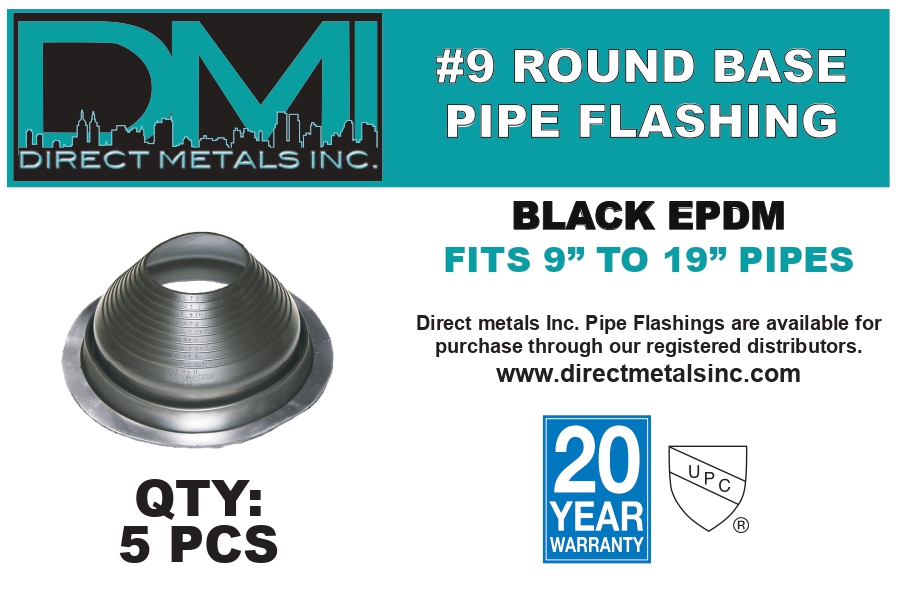 DMI
DIRECT METALS INC.
#9 ROUND BASE
PIPE FLASHING
BLACK EPDM
FITS 9” TO 19” PIPES
Direct metals Inc. Pipe Flashings are available for
purchase through our registered distributors.
www.directmetalsinc.com
QTY:
5 PCS
20
YEAR
WARRANTY
UPC
®